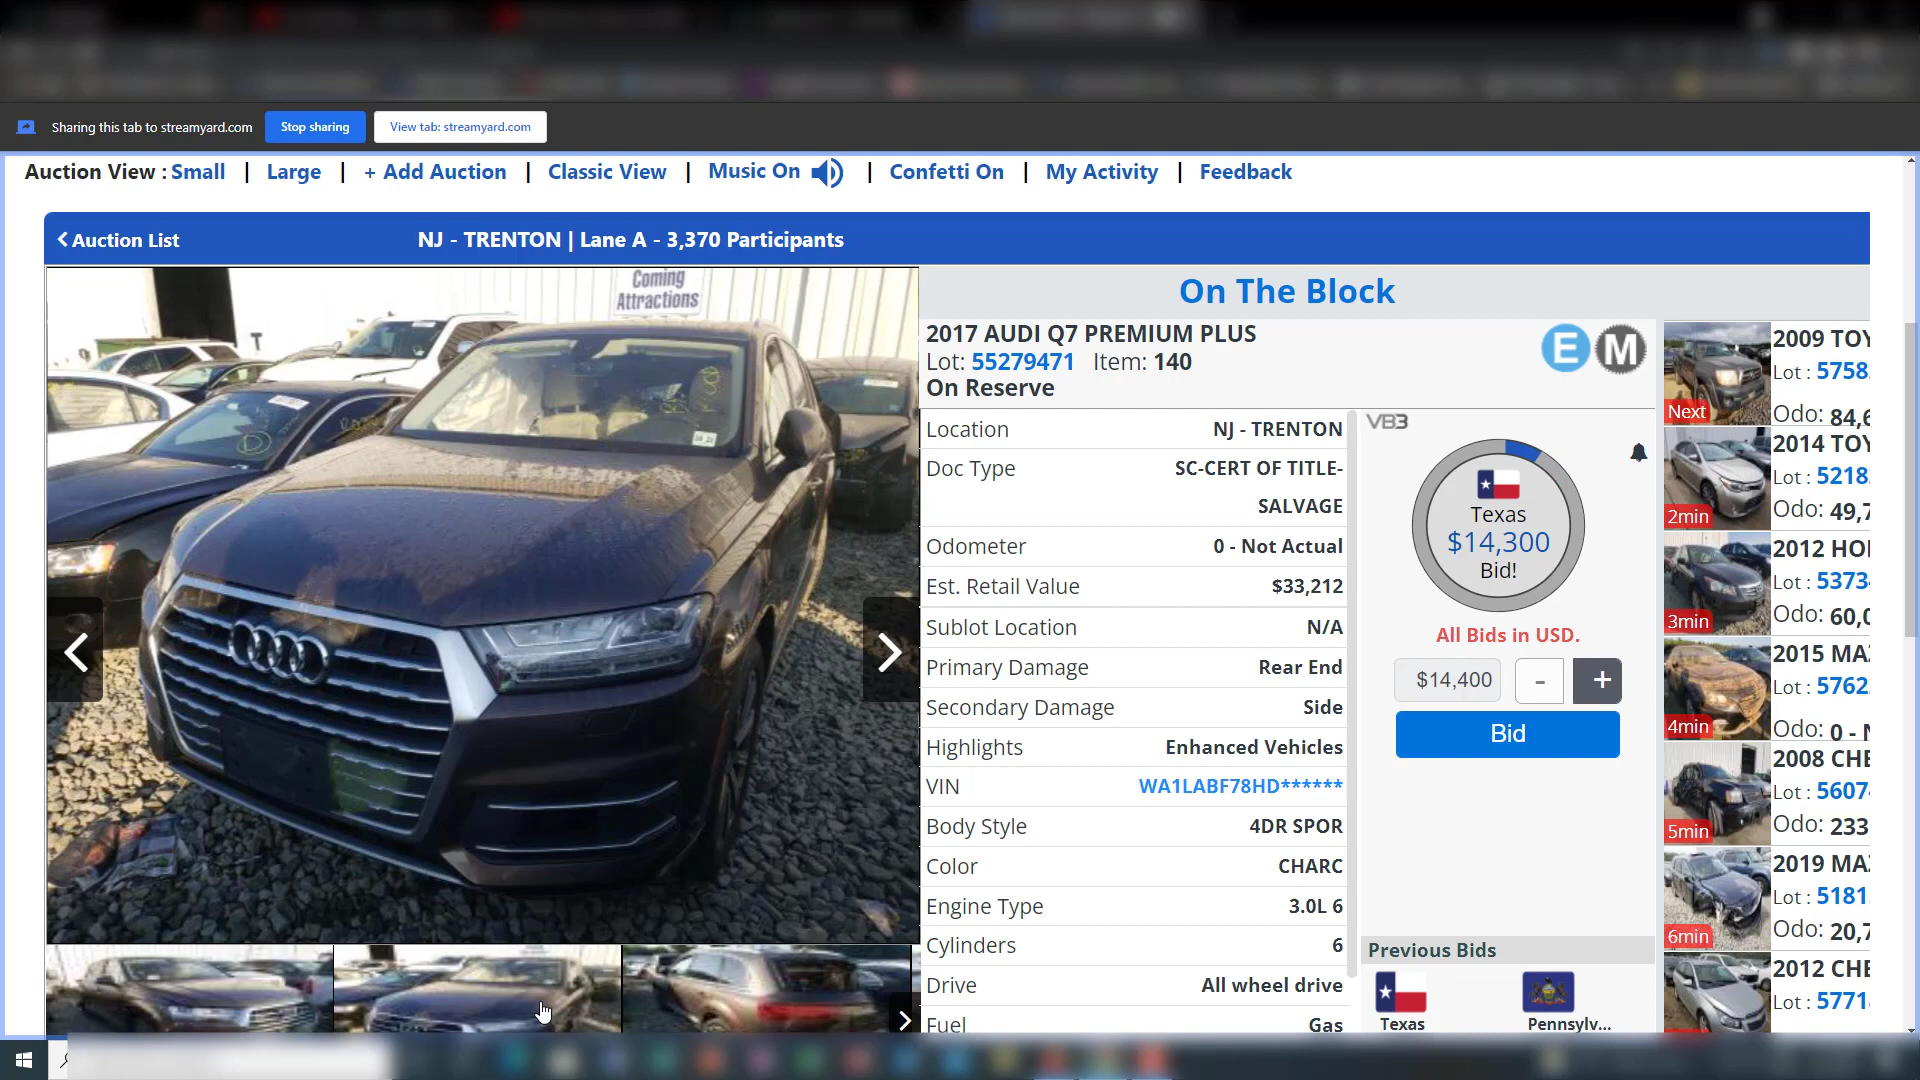 Sharing this tab to streamyard.com
Stop sharing
View tab: streamyard.com
Auction View : Small | Large | + Add Auction | Classic View | Music On | Confetti On | My Activity | Feedback
Auction List
NJ - TRENTON | Lane A - 3,370 Participants
Coming
Attractions
On The Block
2017 AUDI Q7 PREMIUM PLUS
Lot: 55279471 Item: 140
On Reserve
E
M
Location NJ - TRENTON
Doc Type SC-CERT OF TITLE-
SALVAGE
Odometer 0 - Not Actual
Est. Retail Value $33,212
Sublot Location N/A
Primary Damage Rear End
Secondary Damage Side
Highlights Enhanced Vehicles
VIN WA1LABF78HD******
Body Style 4DR SPOR
Color CHARC
Engine Type 3.0L 6
Cylinders 6
Drive All wheel drive
Fuel Gas
VB3
Texas
$14,300
Bid!
All Bids in USD.
$14,400 - +
Bid
Previous Bids
Texas
Pennsylv...
2009 TOY
Lot : 5758
Odo: 84,6
Next
2014 TOY
Lot : 5218
Odo: 49,7
2min
2012 HO
Lot : 5373
Odo: 60,0
3min
2015 MA
Lot : 5762
Odo: 0 - N
4min
2008 CHE
Lot : 5607
Odo: 233
5min
2019 MA
Lot : 5181
Odo: 20,7
6min
2012 CHE
Lot : 5771